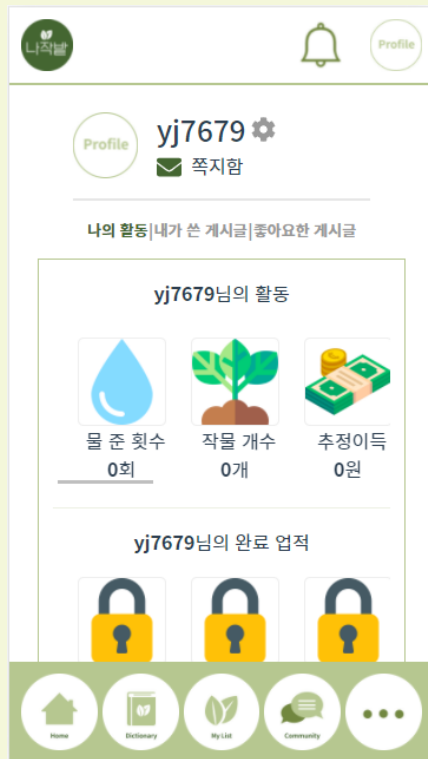 나작밭
Profile
Profile
yj7679
쪽지함
나의 활동|내가 쓴 게시글|좋아요한 게시글
yj7679님의 활동
물 준 횟수 작물 개수 추정이득
0회 0개 0원
yj7679님의 완료 업적
Home Dictionary My List Community